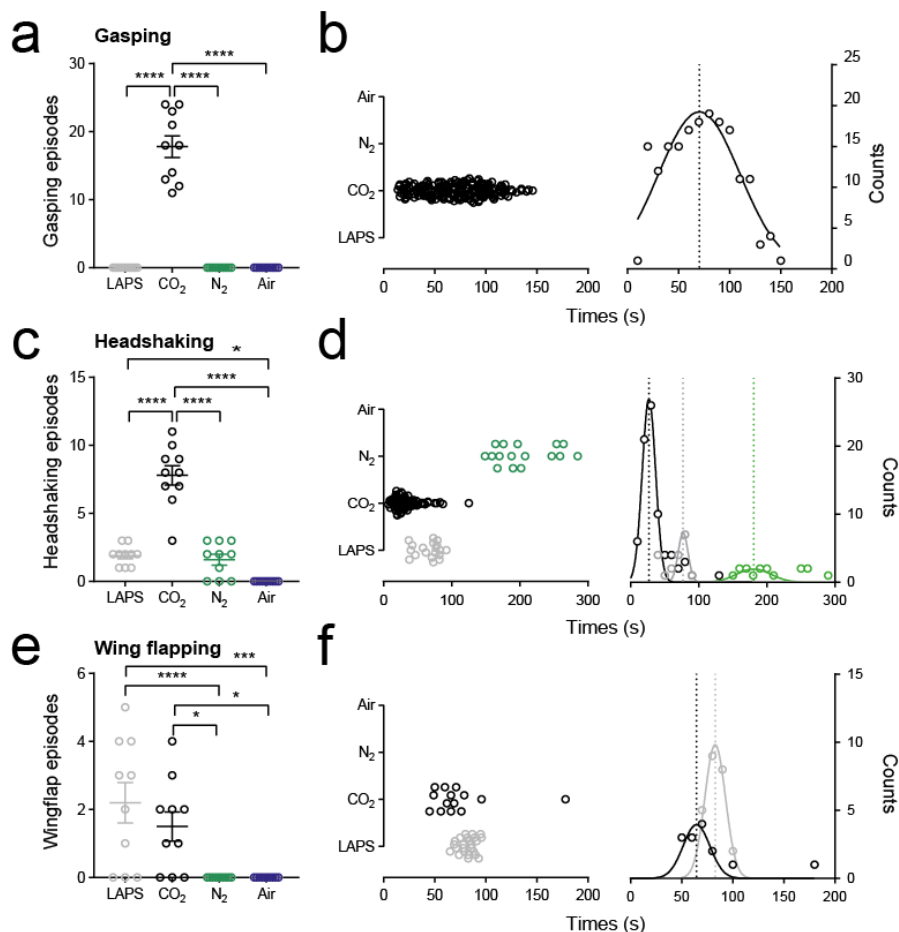 a
Gasping
****
****
****
30
20
10
0
Gasping episodes
LAPS CO₂ N₂ Air
b
Air
N₂
CO₂
LAPS
0 50 100 150 200
0 50 100 150 200
Times (s)
25
20
15
10
5
0
Counts
c
Headshaking
*
****
****
****
15
10
5
0
Headshaking episodes
LAPS CO₂ N₂ Air
d
Air
N₂
CO₂
LAPS
0 100 200 300
0 100 200 300
Times (s)
30
20
10
0
Counts
e
Wing flapping
***
****
*
*
6
4
2
0
Wingflap episodes
LAPS CO₂ N₂ Air
f
Air
N₂
CO₂
LAPS
0 50 100 150 200
0 50 100 150 200
Times (s)
15
10
5
0
Counts